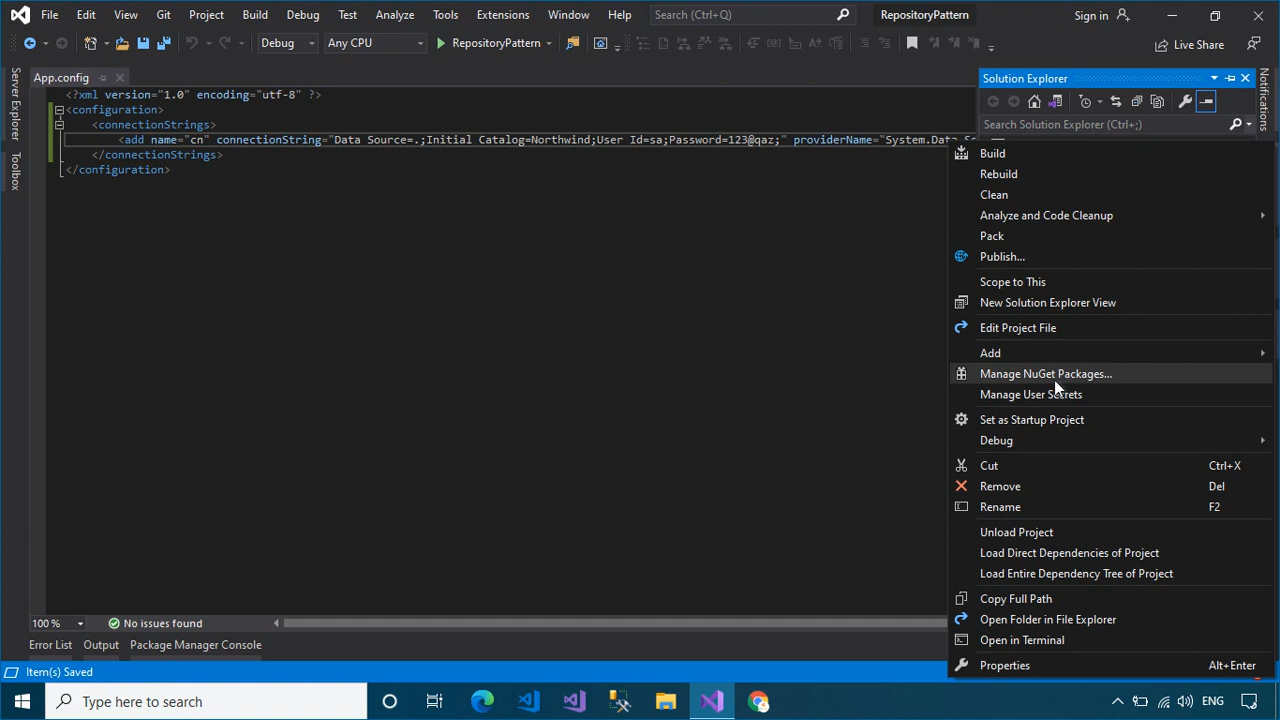 File Edit View Git Project Build Debug Test Analyze Tools Extensions Window Help Search (Ctrl+Q) RepositoryPattern Sign in
Debug Any CPU RepositoryPattern Live Share
App.config
Solution Explorer
Server Explorer
Toolbox
Notifications
<?xml version="1.0" encoding="utf-8" ?>
<configuration>
<connectionStrings>
<add name="cn" connectionString="Data Source=.;Initial Catalog=Northwind;User Id=sa;Password=123@qaz;" providerName="System.Data.Sc
</connectionStrings>
</configuration>
Search Solution Explorer (Ctrl+;)
Build
Rebuild
Clean
Analyze and Code Cleanup
Pack
Publish...
Scope to This
New Solution Explorer View
Edit Project File
Add
Manage NuGet Packages...
Manage User Secrets
Set as Startup Project
Debug
Cut Ctrl+X
Remove Del
Rename F2
Unload Project
Load Direct Dependencies of Project
Load Entire Dependency Tree of Project
Copy Full Path
Open Folder in File Explorer
Open in Terminal
Properties Alt+Enter
100 % No issues found
Error List Output Package Manager Console
Item(s) Saved
Type here to search ENG